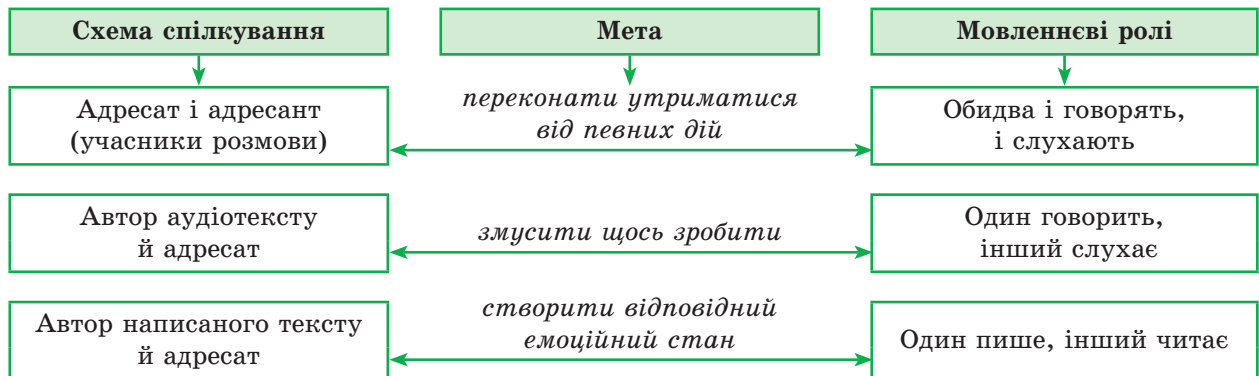 Схема спілкування
Мета
Мовленнєві ролі
Адресат і адресант
(учасники розмови)
переконати утриматися
від певних дій
Обидва і говорять,
і слухають
Автор аудіотексту
й адресат
змусити щось зробити
Один говорить,
інший слухає
Автор написаного тексту
й адресат
створити відповідний
емоційний стан
Один пише, інший читає